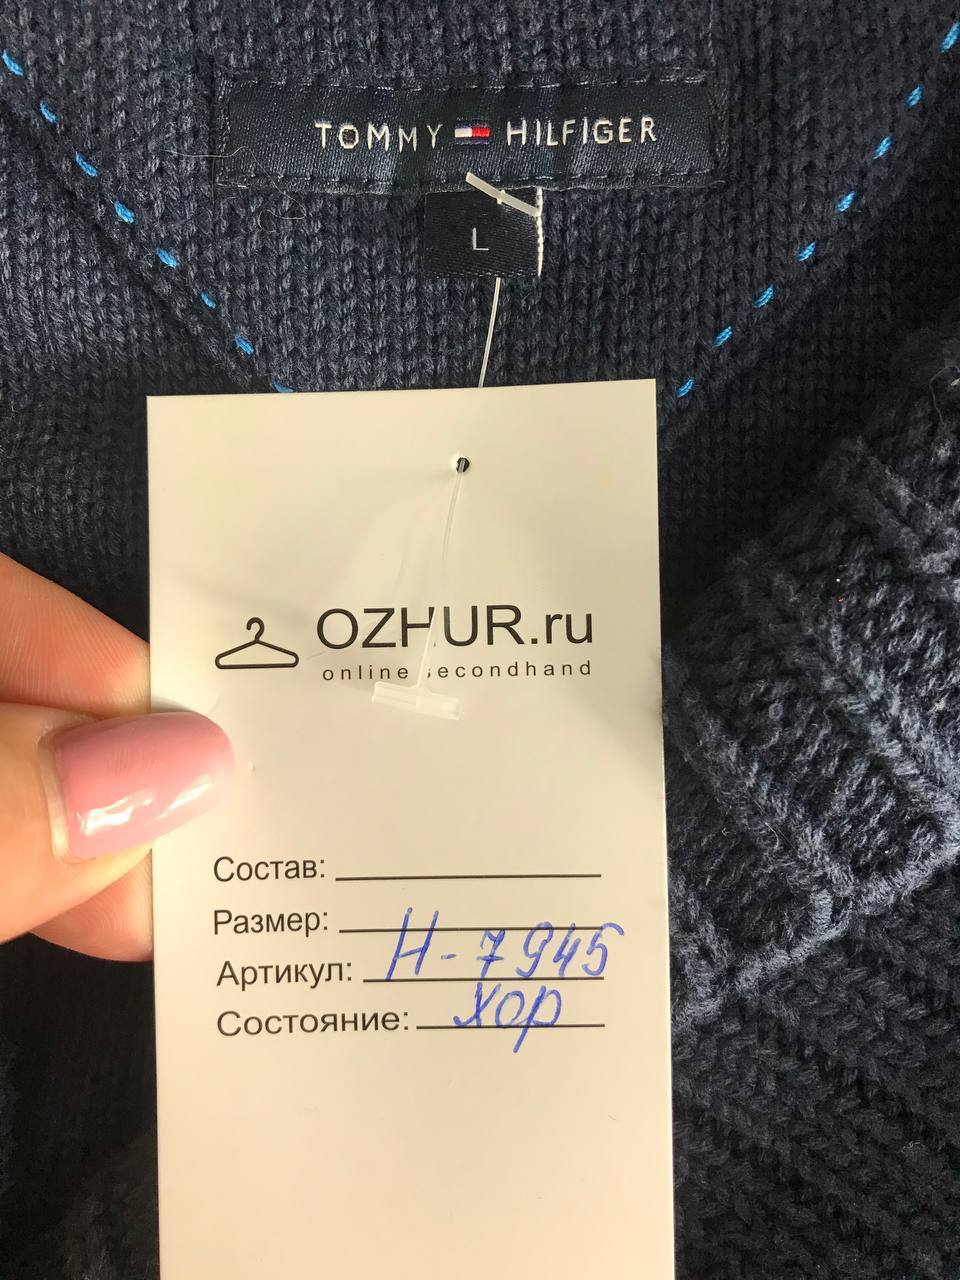 TOMMY HILFIGER
L
OZHUR.ru
online secondhand
Состав:
Размер:
Артикул: Н-7945
Состояние: хор